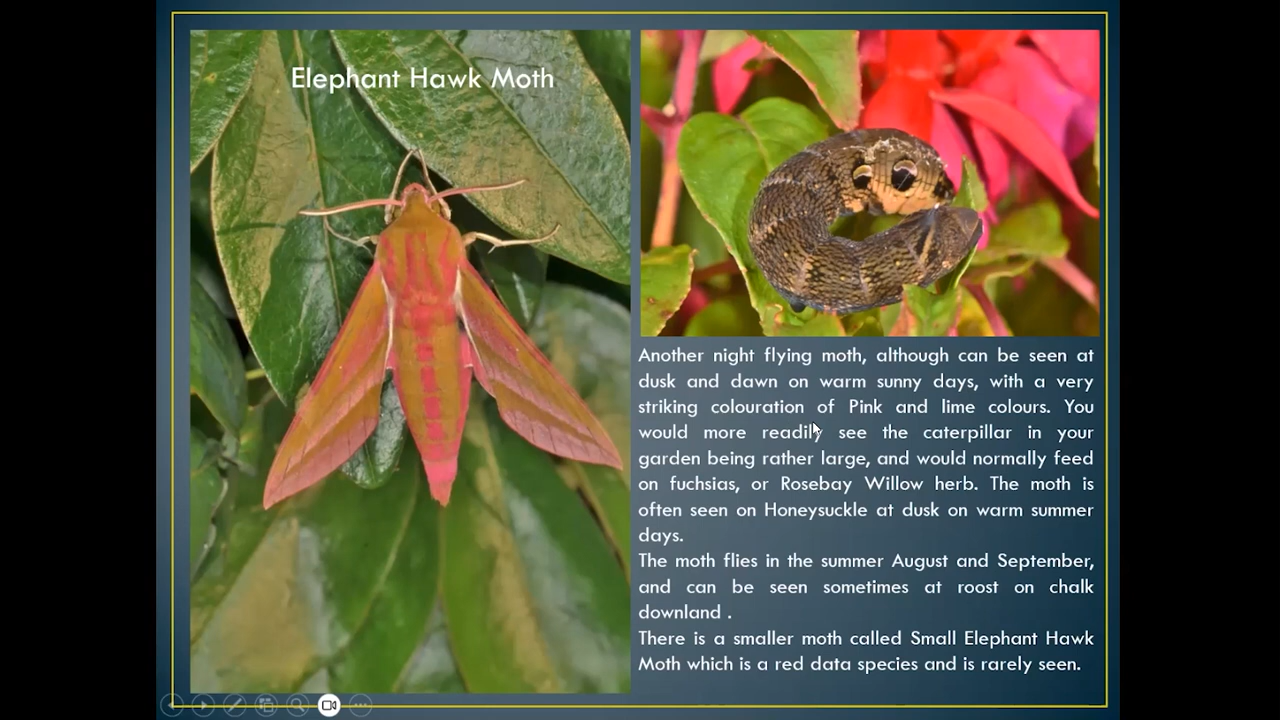 Elephant Hawk Moth
Another night flying moth, although can be seen at
dusk and dawn on warm sunny days, with a very
striking colouration of Pink and lime colours. You
would more readily see the caterpillar in your
garden being rather large, and would normally feed
on fuchsias, or Rosebay Willow herb. The moth is
often seen on Honeysuckle at dusk on warm summer
days.
The moth flies in the summer August and September,
and can be seen sometimes at roost on chalk
downland .
There is a smaller moth called Small Elephant Hawk
Moth which is a red data species and is rarely seen.